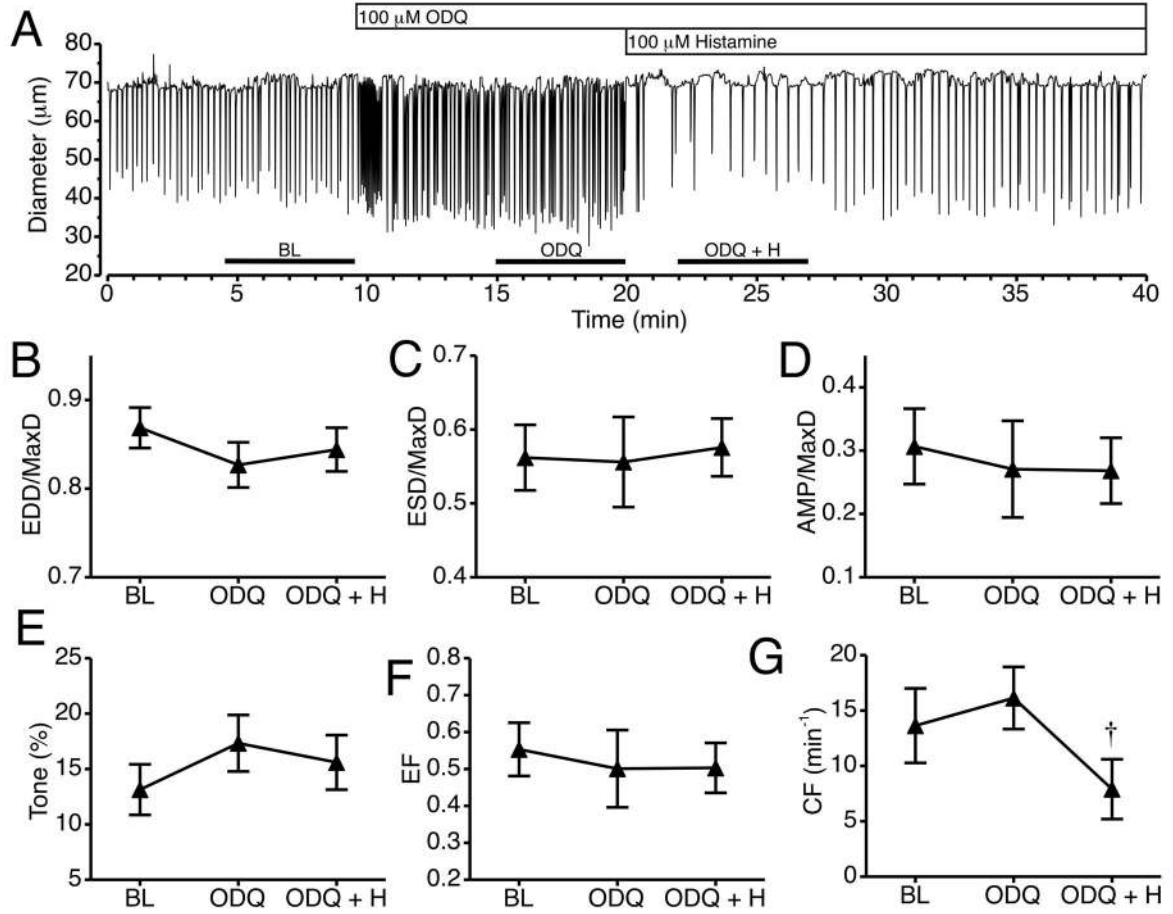 A
100 μM ODQ
100 μM Histamine
Diameter (μm)
80
70
60
50
40
30
20
BL
ODQ
ODQ + H
0 5 10 15 20 25 30 35 40
Time (min)
B
EDD/MaxD
0.9
0.8
0.7
BL ODQ ODQ + H
C
ESD/MaxD
0.7
0.6
0.5
0.4
BL ODQ ODQ + H
D
AMP/MaxD
0.4
0.3
0.2
0.1
BL ODQ ODQ + H
E
Tone (%)
25
20
15
10
5
BL ODQ ODQ + H
F
EF
0.8
0.7
0.6
0.5
0.4
0.3
0.2
BL ODQ ODQ + H
G
CF (min⁻¹)
20
15
10
5
0
†
BL ODQ ODQ + H